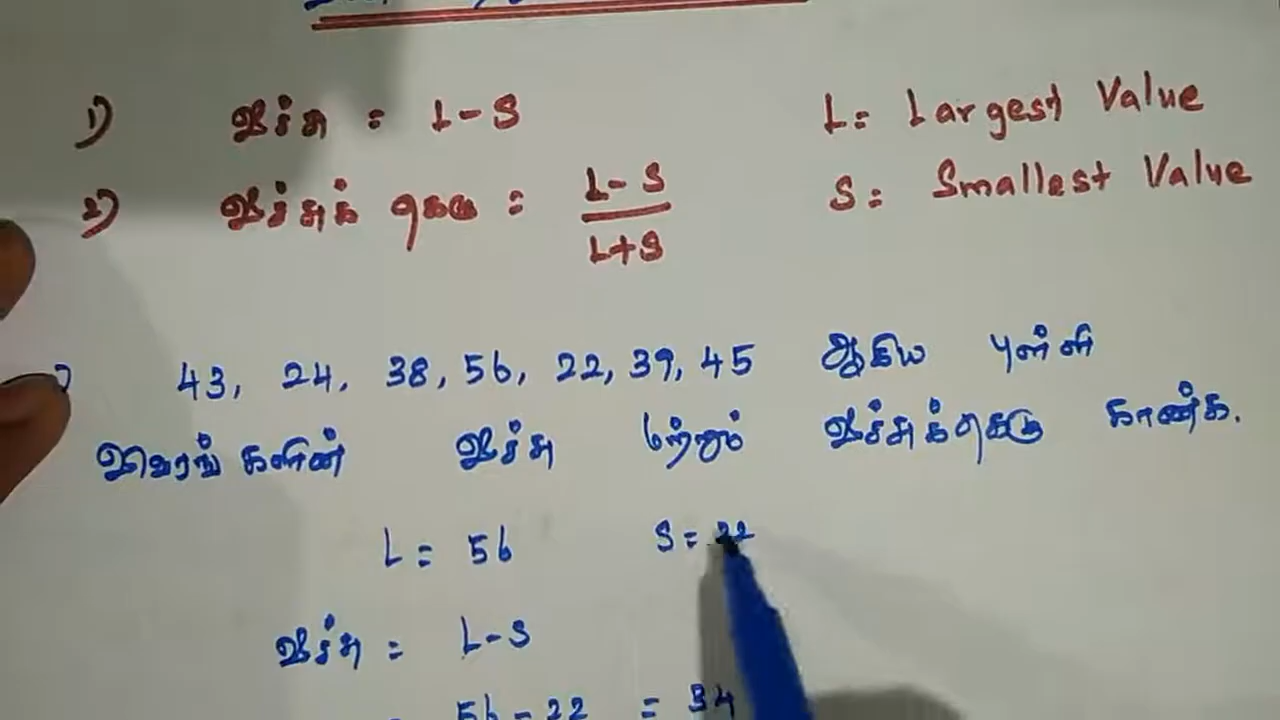 1) வீச்சு = L - S L = Largest Value
2) வீச்சுக் கெழு = L - S / L + S S = Smallest Value
43, 24, 38, 56, 22, 39, 45 ஆகிய புள்ளி
விவரங்களின் வீச்சு மற்றும் வீச்சுக்கெழு காண்க.
L = 56 S = 22
வீச்சு = L - S
= 56 - 22 = 34